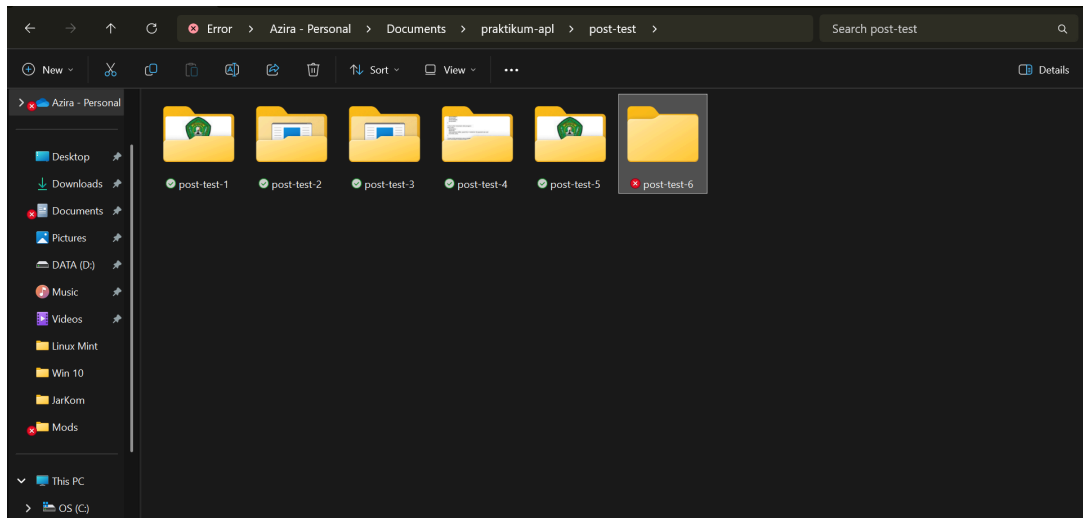 Error > Azira - Personal > Documents > praktikum-apl > post-test >
Search post-test
New
Sort
View
Details
Azira - Personal
Desktop
Downloads
Documents
Pictures
DATA (D:)
Music
Videos
Linux Mint
Win 10
JarKom
Mods
This PC
OS (C:)
post-test-1
post-test-2
post-test-3
post-test-4
post-test-5
post-test-6